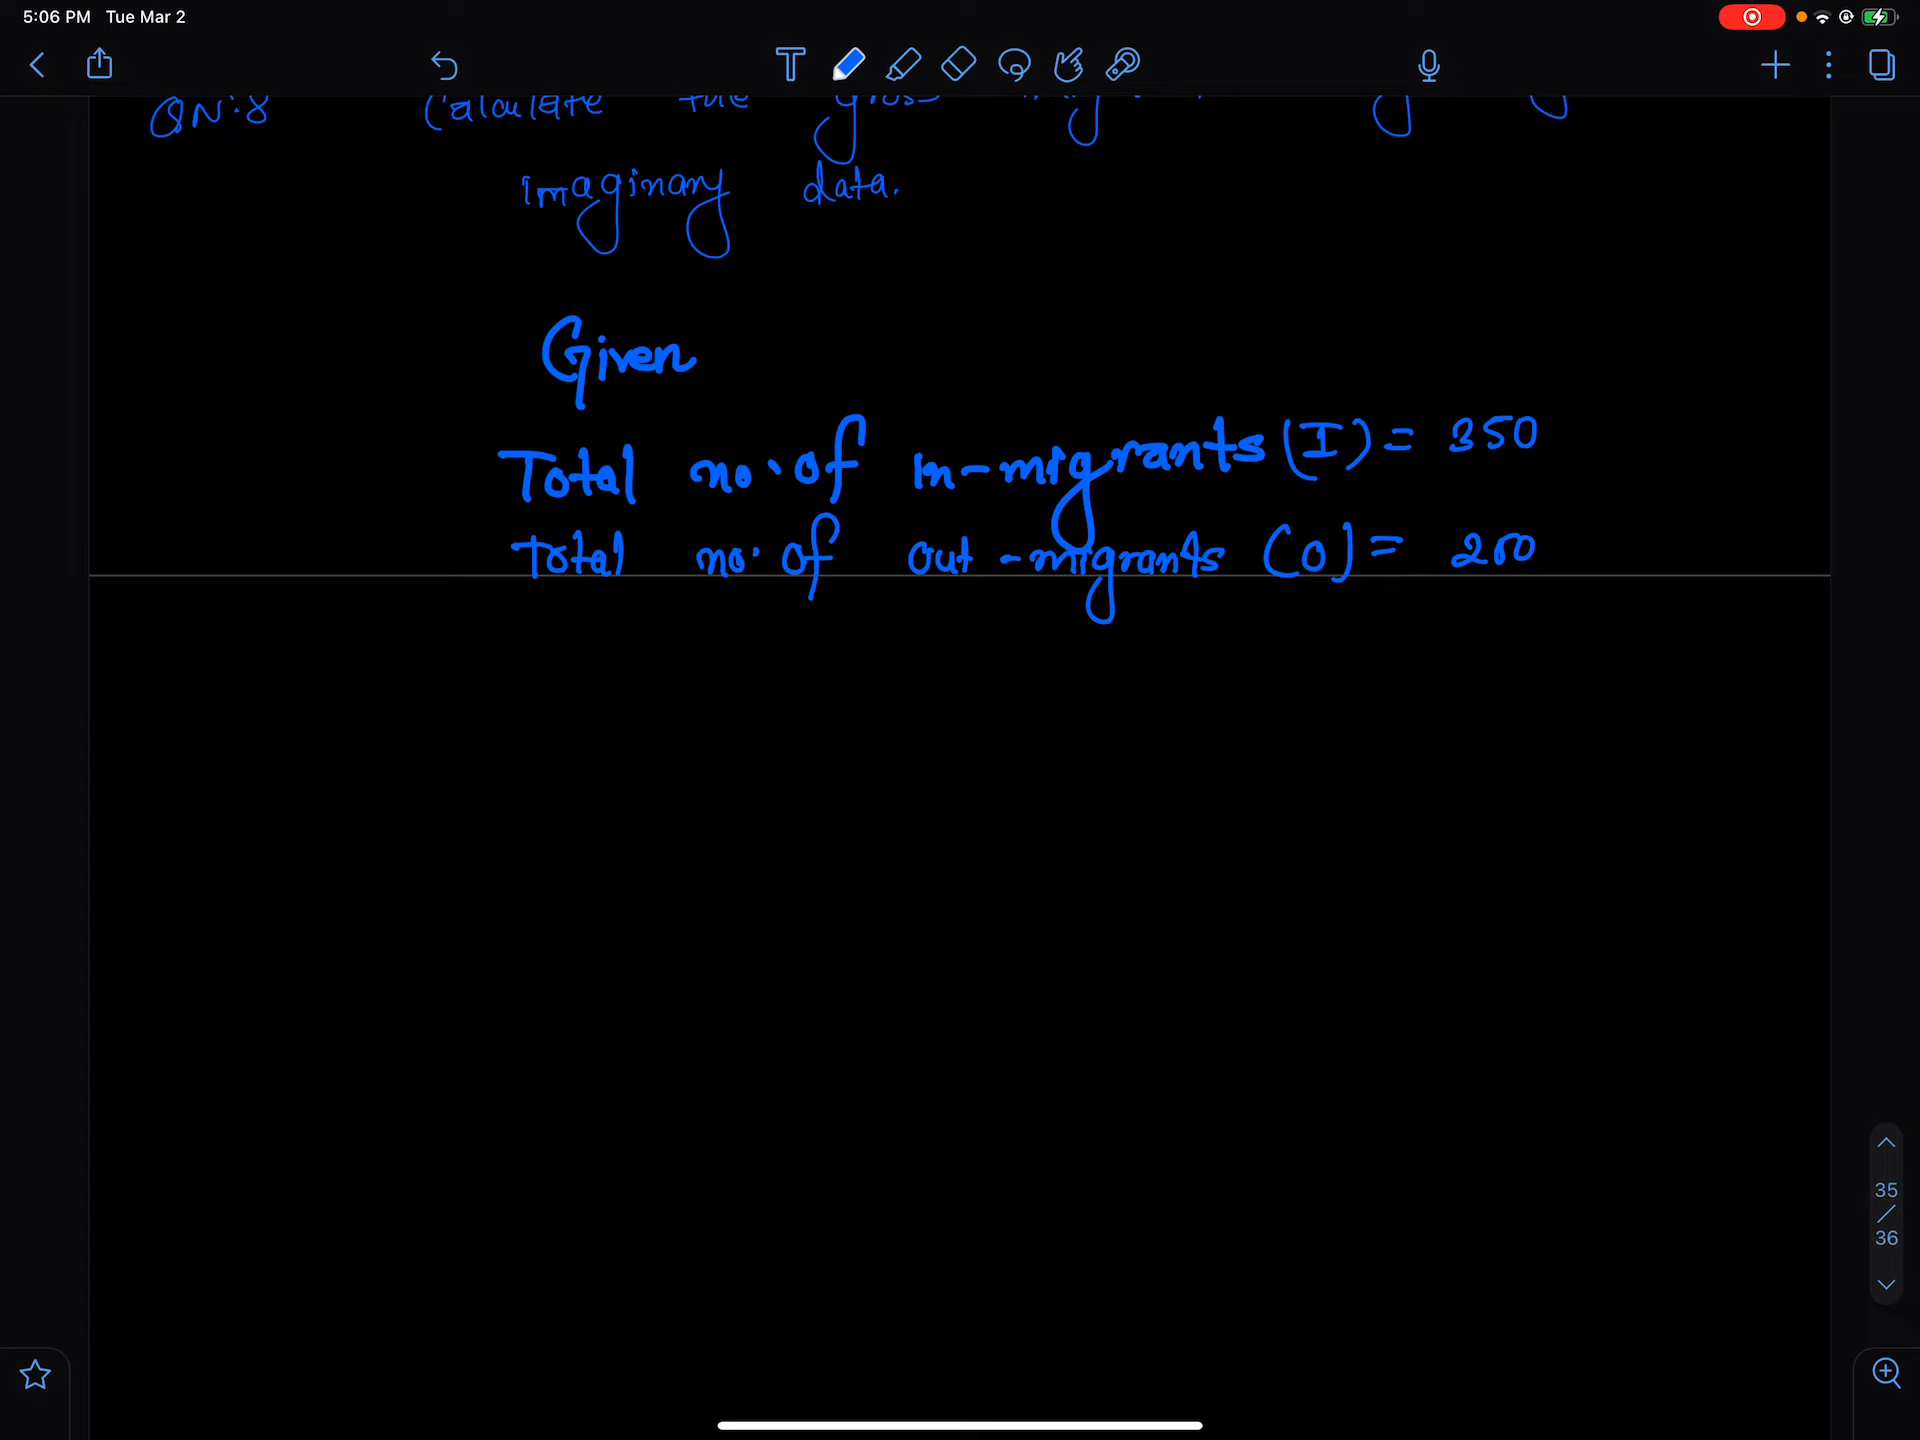 5:06 PM Tue Mar 2
QN:8 Calculate the gross
imaginary data.
Given
Total no. of in-migrants (I) = 350
Total no. of out-migrants (O) =
35
/
36